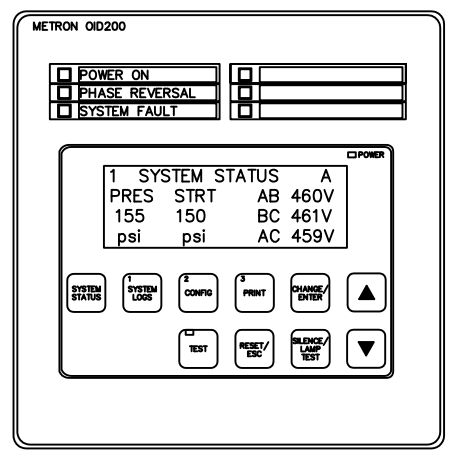 METRON OID200
POWER ON
PHASE REVERSAL
SYSTEM FAULT
POWER
1 SYSTEM STATUS A
PRES STRT AB 460V
155 150 BC 461V
psi psi AC 459V
SYSTEM STATUS
1 SYSTEM LOGS
2 CONFIG
3 PRINT
CHANGE/ ENTER
TEST
RESET/ ESC
SILENCE/ LAMP TEST